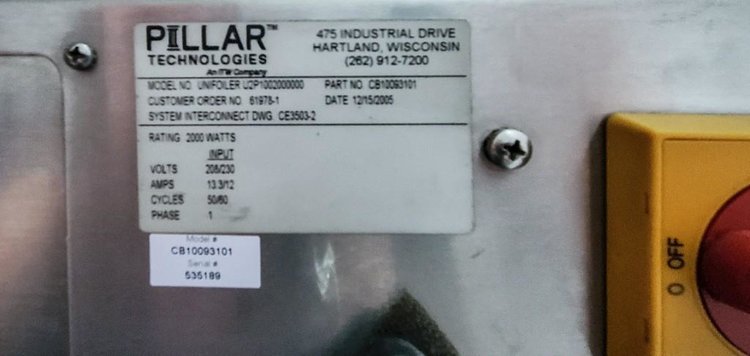 PILLAR™
TECHNOLOGIES
An ITW Company
475 INDUSTRIAL DRIVE
HARTLAND, WISCONSIN
(262) 912-7200
MODEL NO. UNIFOILER U2P1002000000 PART NO. CB10093101
CUSTOMER ORDER NO. 61978-1 DATE 12/15/2005
SYSTEM INTERCONNECT DWG. CE3503-2
RATING 2000 WATTS
INPUT
VOLTS 208/230
AMPS 13.3/12
CYCLES 50/60
PHASE 1
Model #
CB10093101
Serial #
535189
O OFF